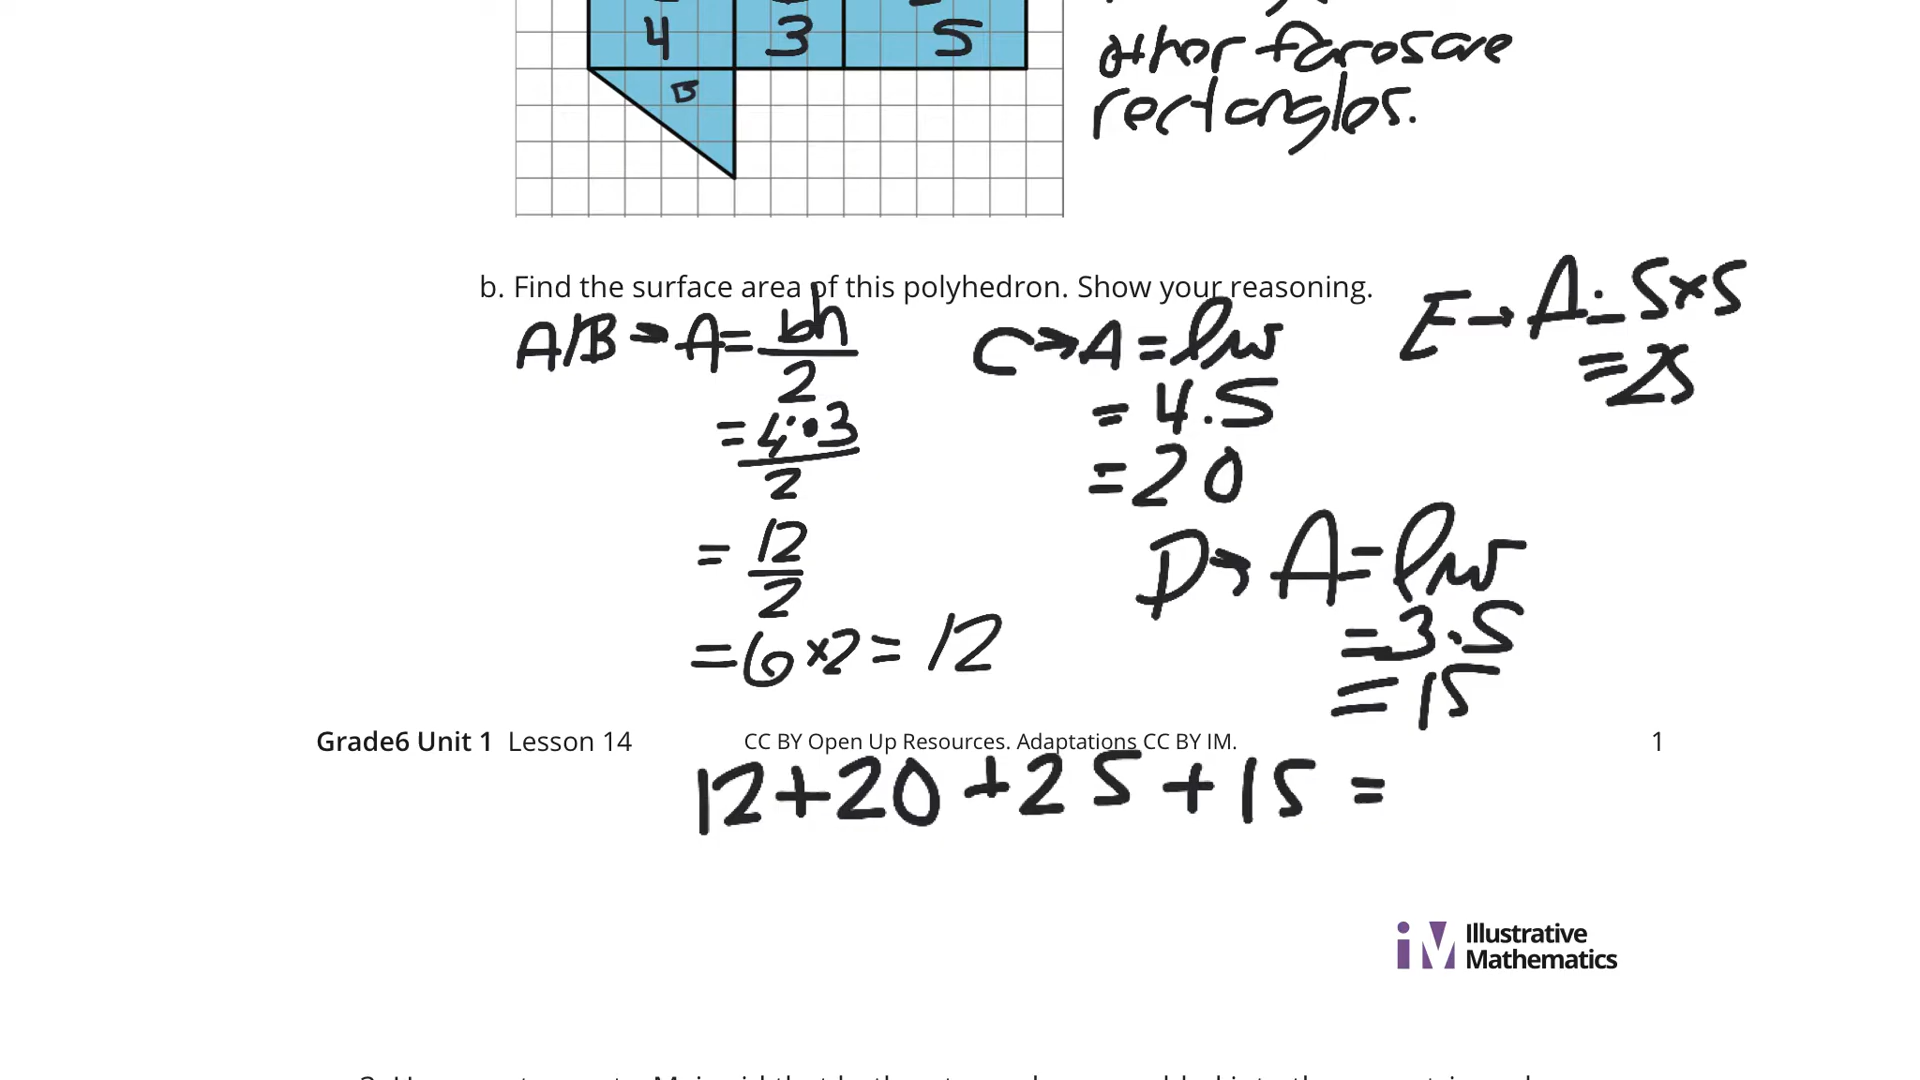 4 3 5
other faces are
B
rectangles.
b. Find the surface area of this polyhedron. Show your reasoning.
A/B → A = bh
2
= 4·3
2
= 12
2
= 6 × 2 = 12
C → A = lw
= 4.5
= 20
E → A = 5×5
= 25
D → A = lw
= 3.5
= 15
Grade6 Unit 1 Lesson 14
CC BY Open Up Resources. Adaptations CC BY IM.
1
12+20+25+15=
Illustrative
Mathematics